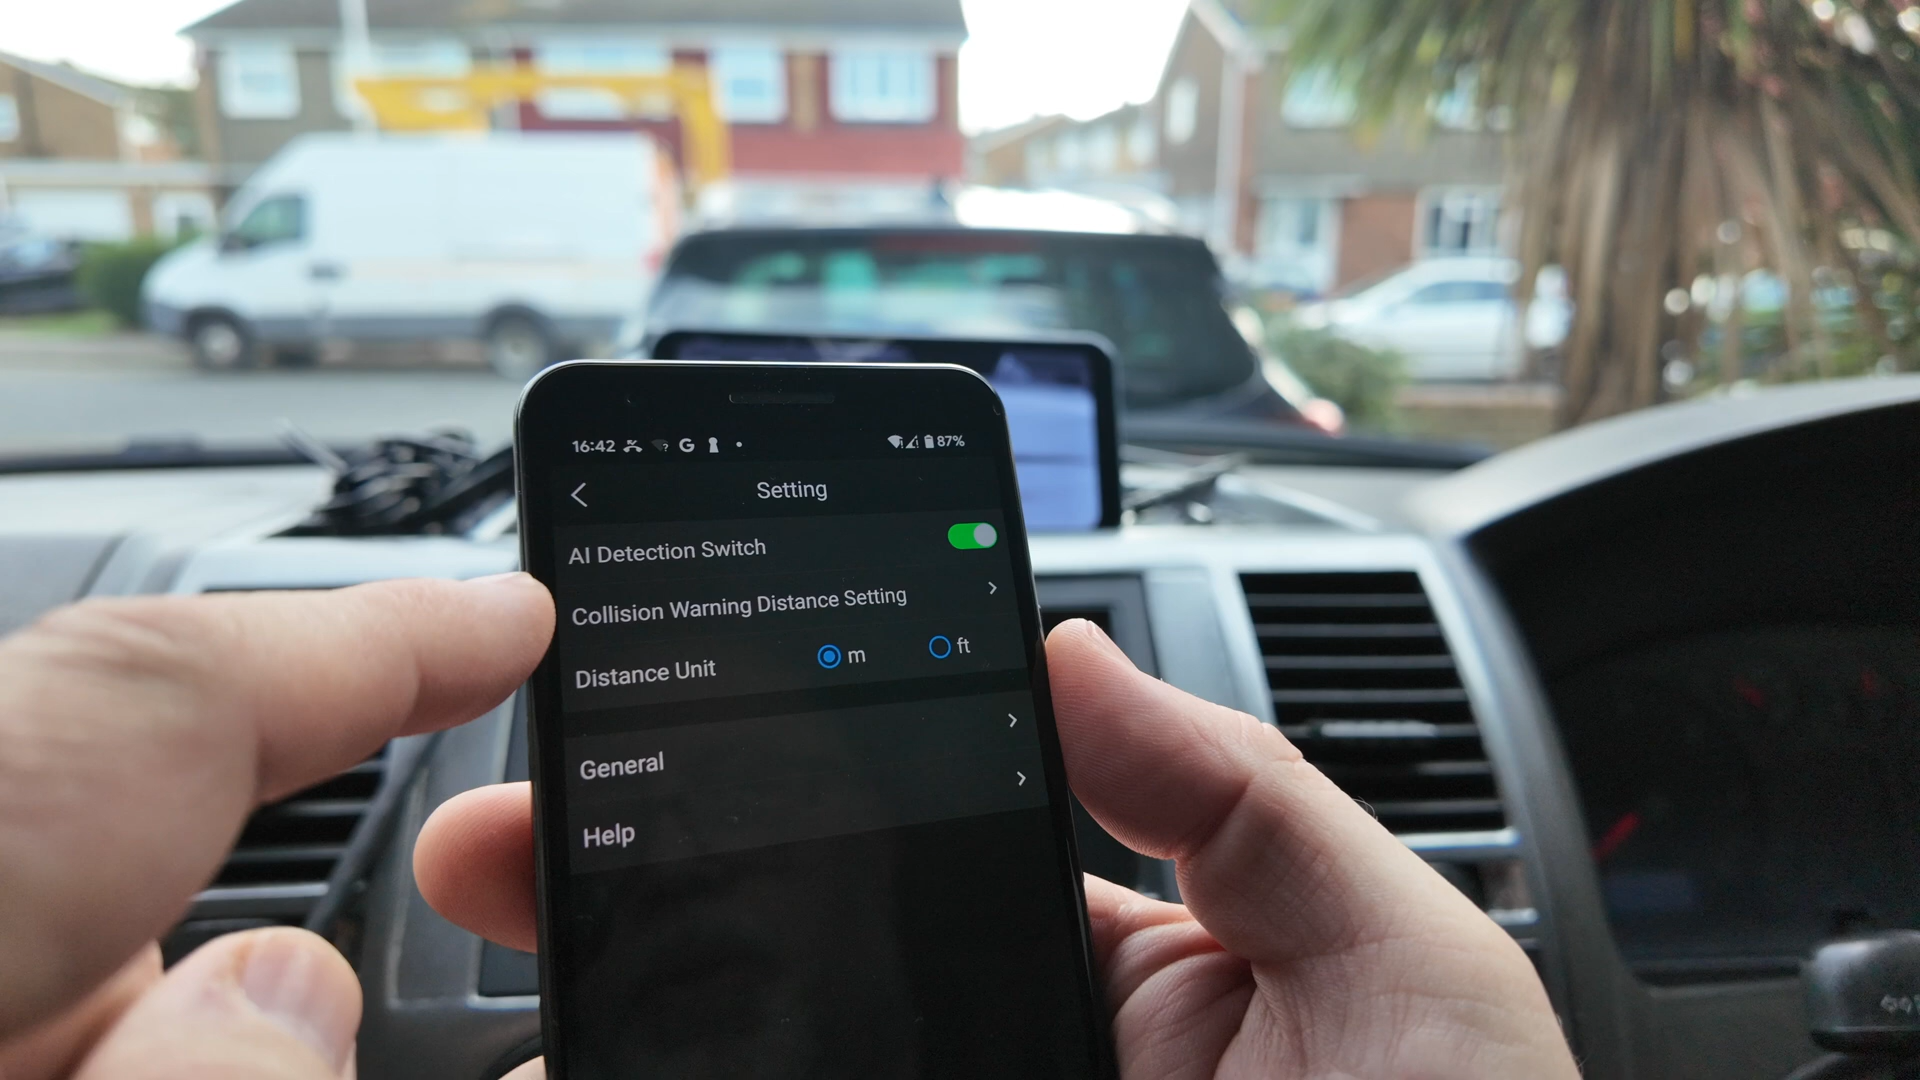 16:42 G 87%
Setting
AI Detection Switch
Collision Warning Distance Setting
Distance Unit m ft
General
Help